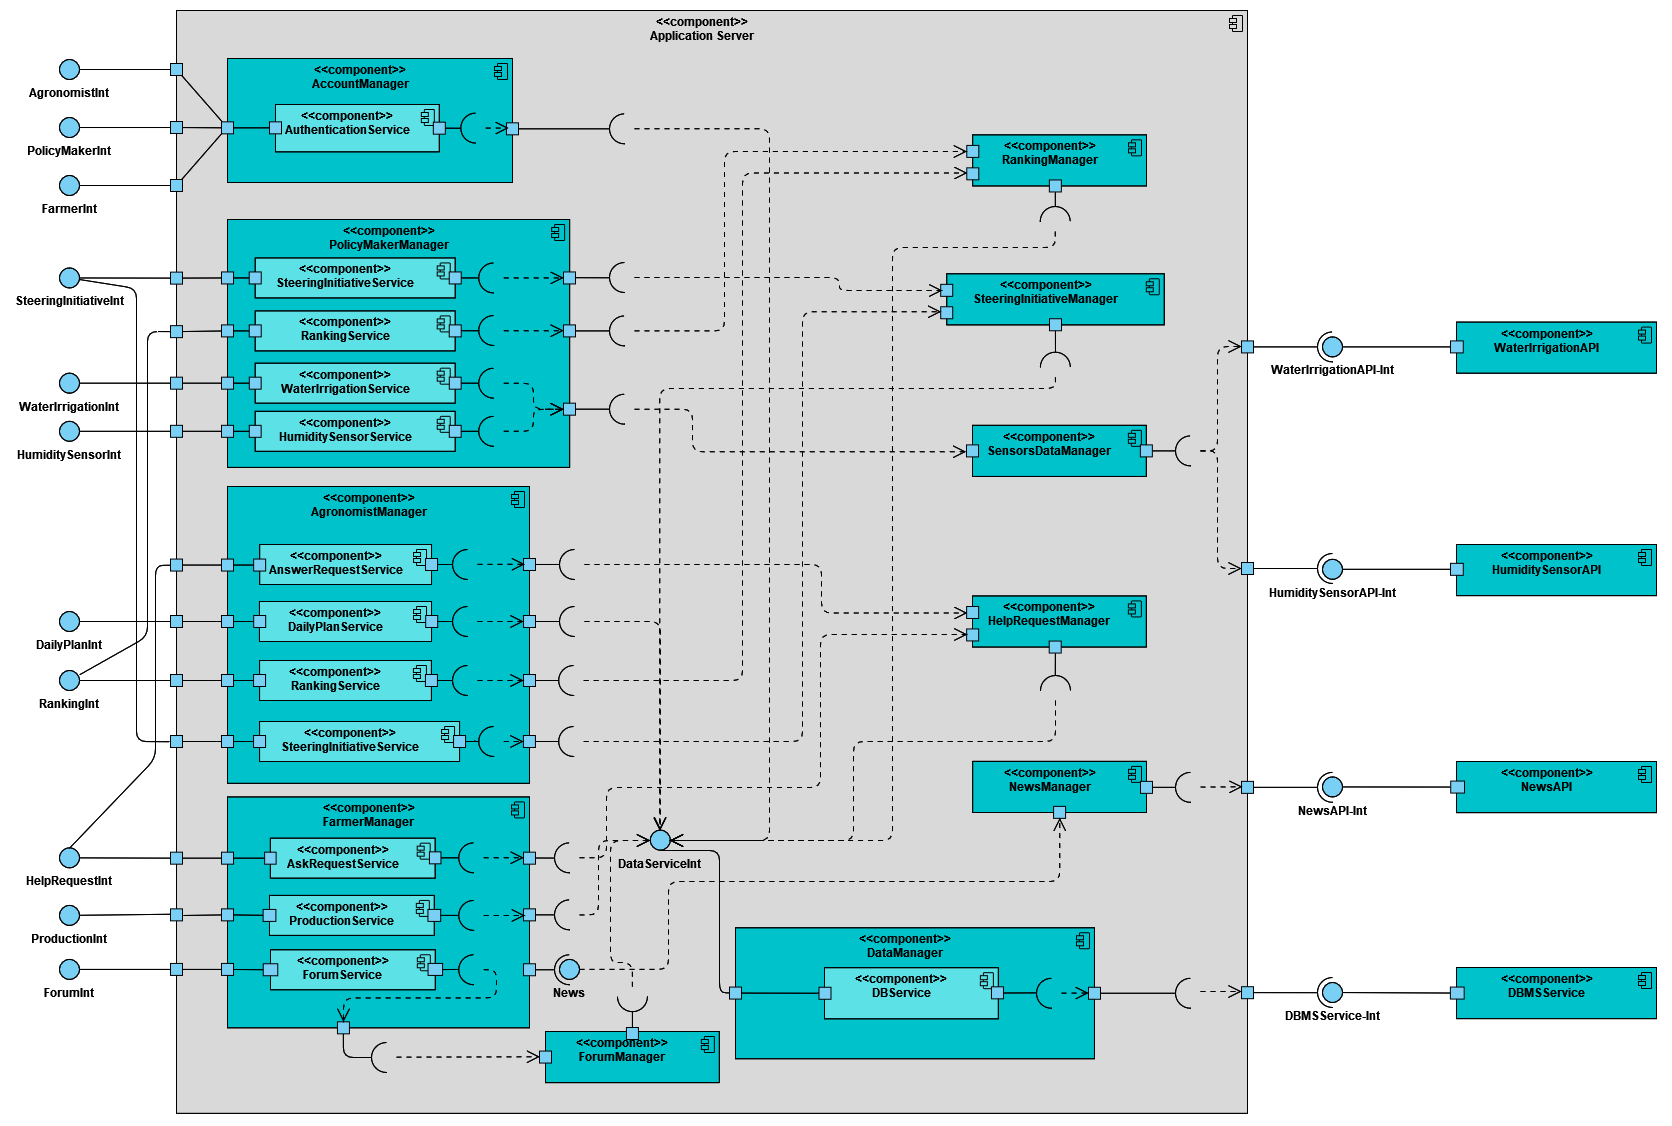 <<component>>
Application Server
AgronomistInt
PolicyMakerInt
FarmerInt
<<component>>
AccountManager
<<component>>
AuthenticationService
<<component>>
RankingManager
SteeringInitiativeInt
WaterIrrigationInt
HumiditySensorInt
<<component>>
PolicyMakerManager
<<component>>
SteeringInitiativeService
<<component>>
RankingService
<<component>>
WaterIrrigationService
<<component>>
HumiditySensorService
<<component>>
SteeringInitiativeManager
<<component>>
SensorsDataManager
WaterIrrigationAPI-Int
<<component>>
WaterIrrigationAPI
DailyPlanInt
RankingInt
<<component>>
AgronomistManager
<<component>>
AnswerRequestService
<<component>>
DailyPlanService
<<component>>
RankingService
<<component>>
SteeringInitiativeService
<<component>>
HelpRequestManager
HumiditySensorAPI-Int
<<component>>
HumiditySensorAPI
HelpRequestInt
ProductionInt
ForumInt
<<component>>
FarmerManager
<<component>>
AskRequestService
<<component>>
ProductionService
<<component>>
ForumService
News
DataServiceInt
<<component>>
NewsManager
NewsAPI-Int
<<component>>
NewsAPI
<<component>>
ForumManager
<<component>>
DataManager
<<component>>
DBService
DBMSService-Int
<<component>>
DBMSService